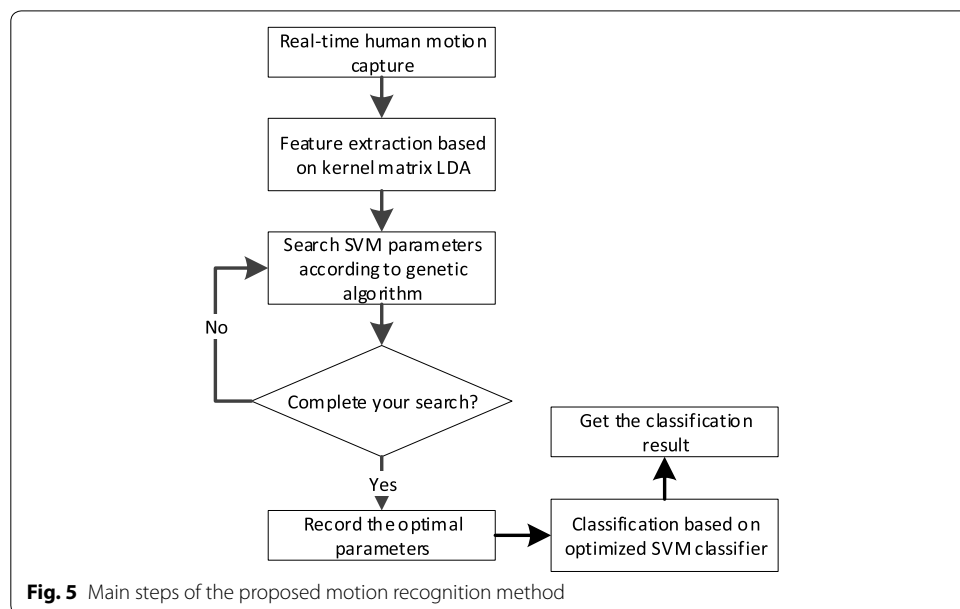 Real-time human motion
capture
Feature extraction based
on kernel matrix LDA
Search SVM parameters
according to genetic
algorithm
No
Complete your search?
Yes
Record the optimal
parameters
Classification based on
optimized SVM classifier
Get the classification
result
Fig. 5 Main steps of the proposed motion recognition method